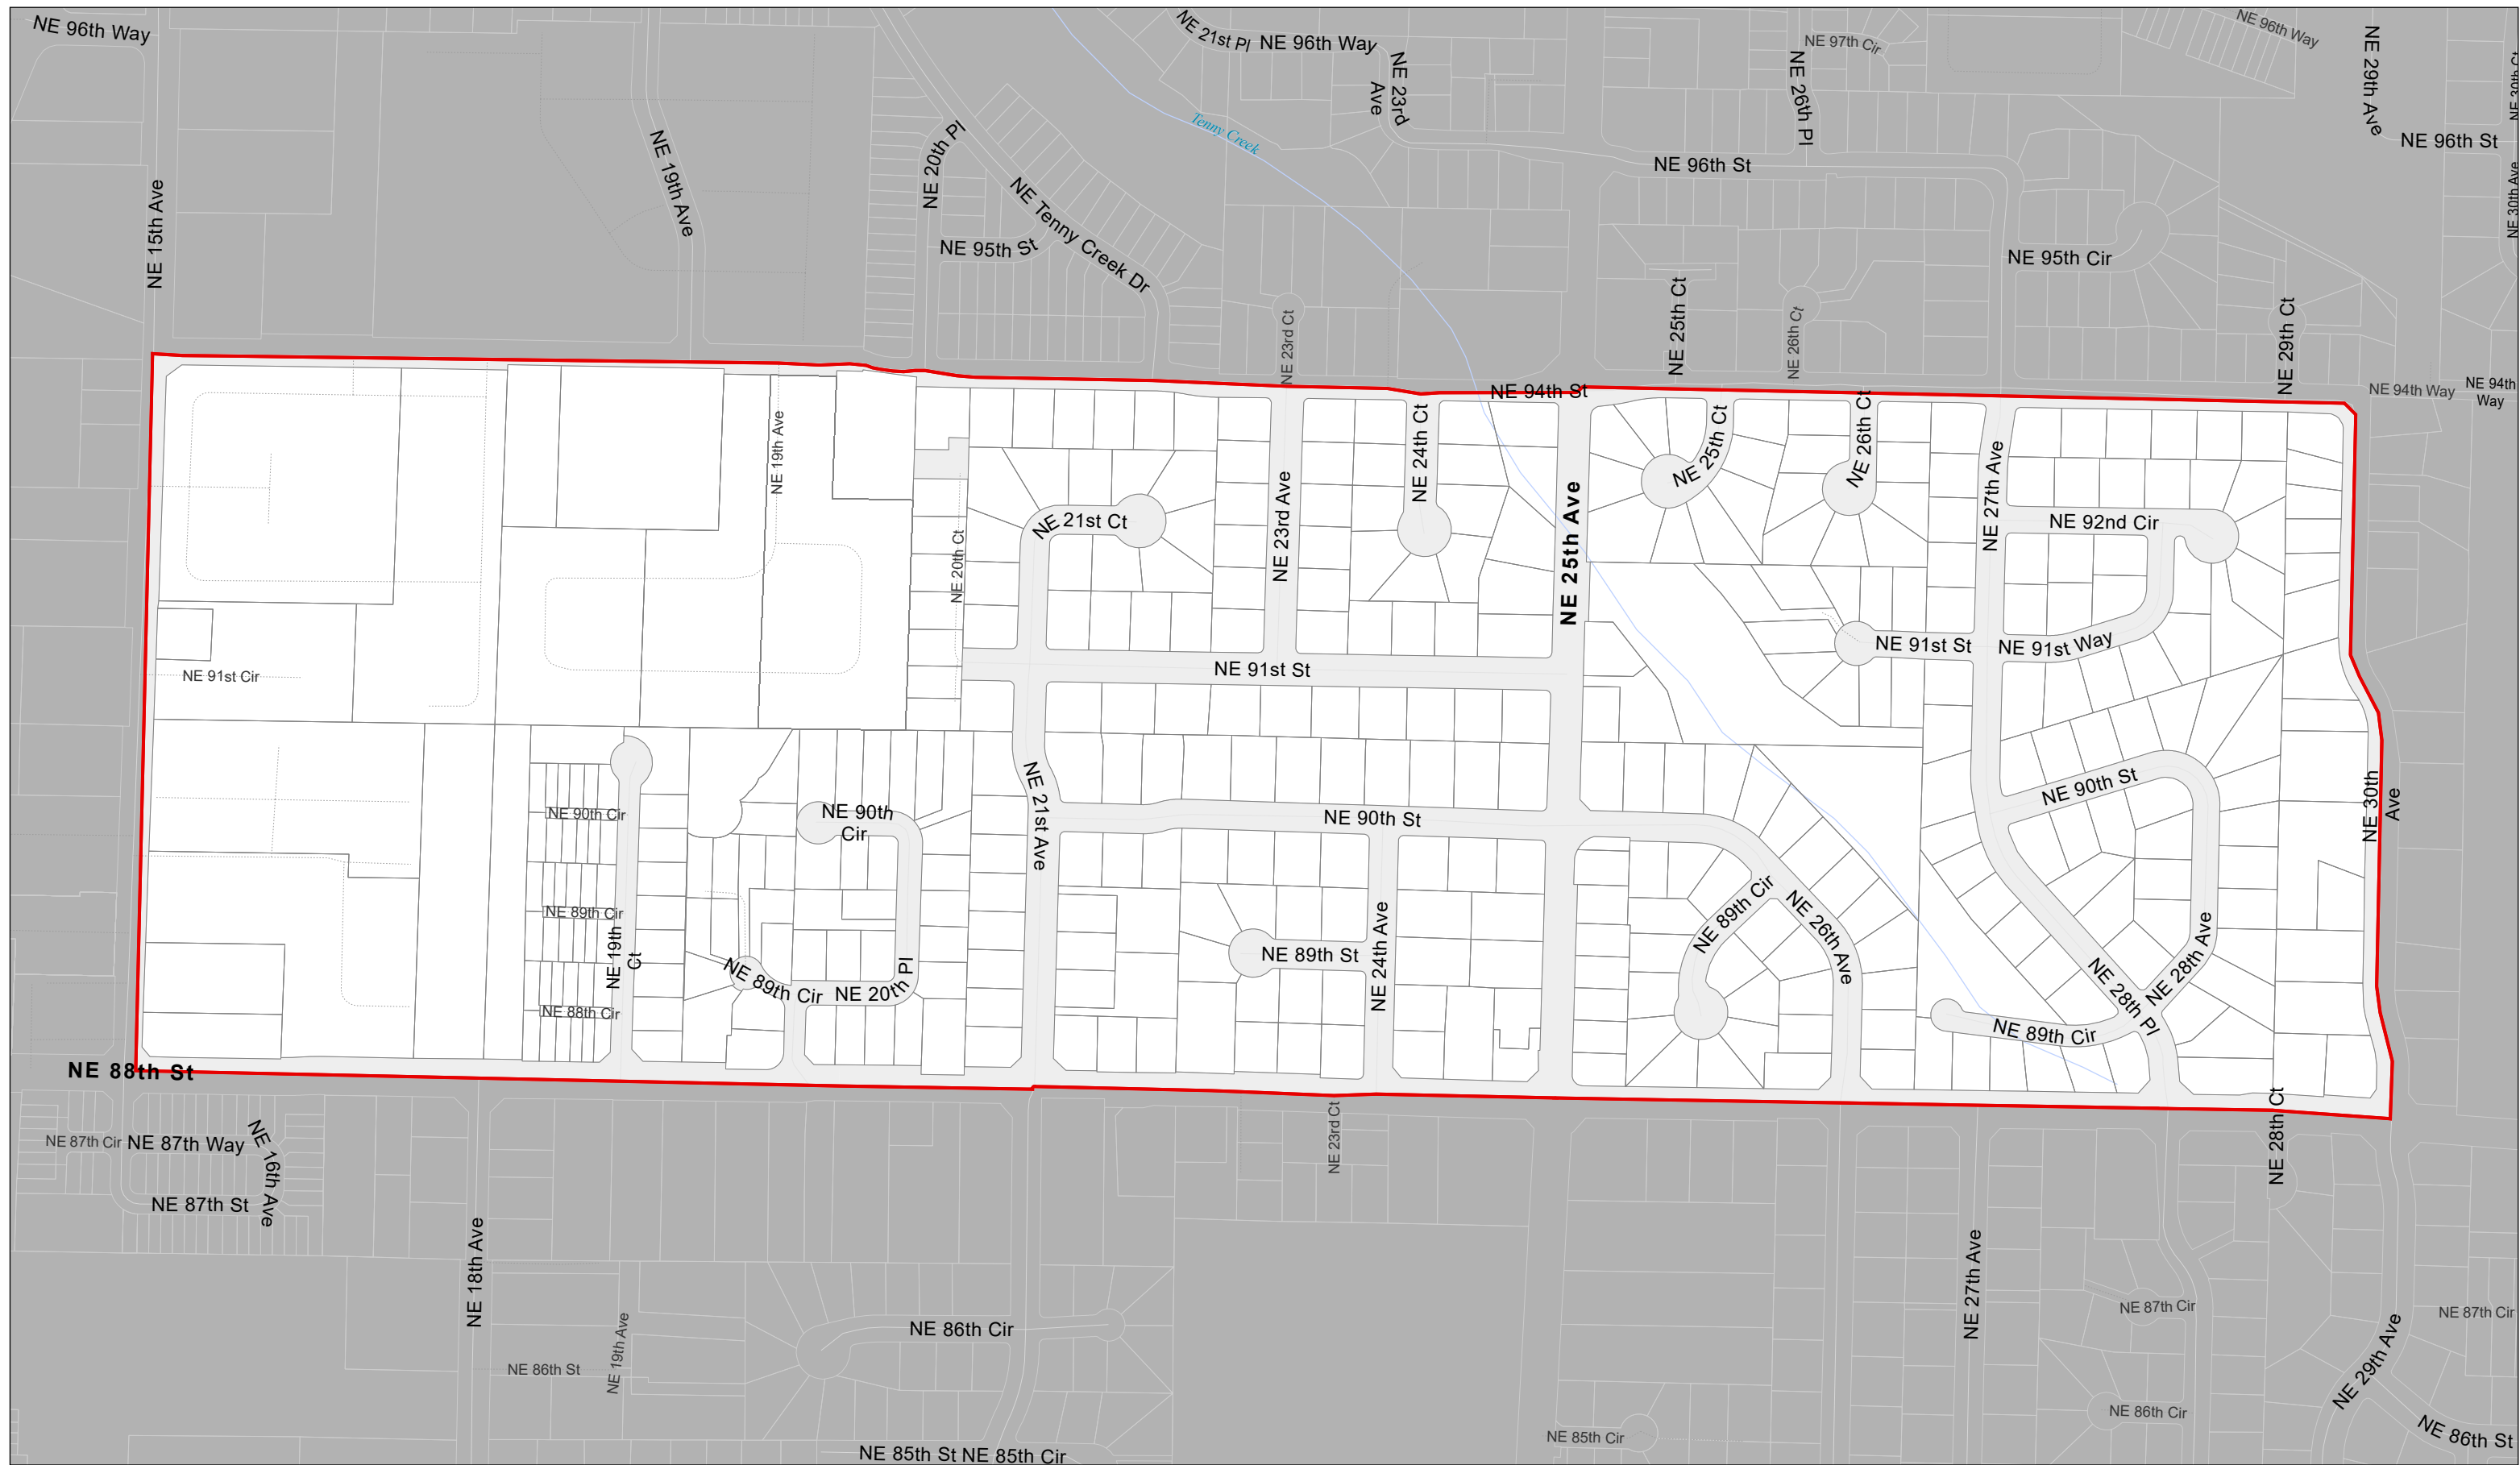 NE 96th Way
NE 21st Pl
NE 96th Way
NE 23rd
Ave
NE 97th Cir
NE 26th Pl
NE 96th Way
NE 29th Ave
NE 30th Ct
NE 96th St
NE 15th Ave
NE 19th Ave
NE 20th Pl
NE Tenny Creek Dr
NE 95th St
Tenny Creek
NE 96th St
NE 30th Ave
NE 95th Cir
NE 23rd Ct
NE 25th Ct
NE 26th Ct
NE 29th Ct
NE 94th St
NE 94th Way
NE 94th
Way
NE 19th Ave
NE 20th Ct
NE 21st Ct
NE 23rd Ave
NE 24th Ct
NE 25th Ave
NE 25th Ct
NE 26th Ct
NE 27th Ave
NE 92nd Cir
NE 91st Cir
NE 91st St
NE 91st St
NE 91st Way
NE 90th Cir
NE 90th
Cir
NE 21st Ave
NE 90th St
NE 90th St
NE 30th
Ave
NE 89th Cir
NE 19th
Ct
NE 88th Cir
NE 89th Cir
NE 20th Pl
NE 89th St
NE 24th Ave
NE 89th Cir
NE 26th Ave
NE 28th Pl
NE 28th Ave
NE 89th Cir
NE 88th St
NE 87th Cir
NE 87th Way
NE 16th Ave
NE 87th St
NE 23rd Ct
NE 28th Ct
NE 18th Ave
NE 19th Ave
NE 86th St
NE 86th Cir
NE 27th Ave
NE 87th Cir
NE 87th Cir
NE 29th Ave
NE 86th Cir
NE 86th St
NE 85th St
NE 85th Cir
NE 85th Cir